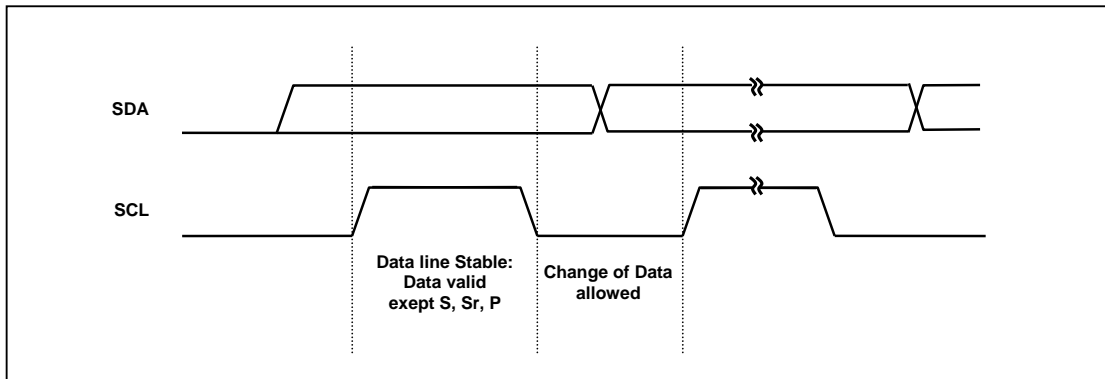 SDA
SCL
Data line Stable:
Data valid
exept S, Sr, P
Change of Data
allowed